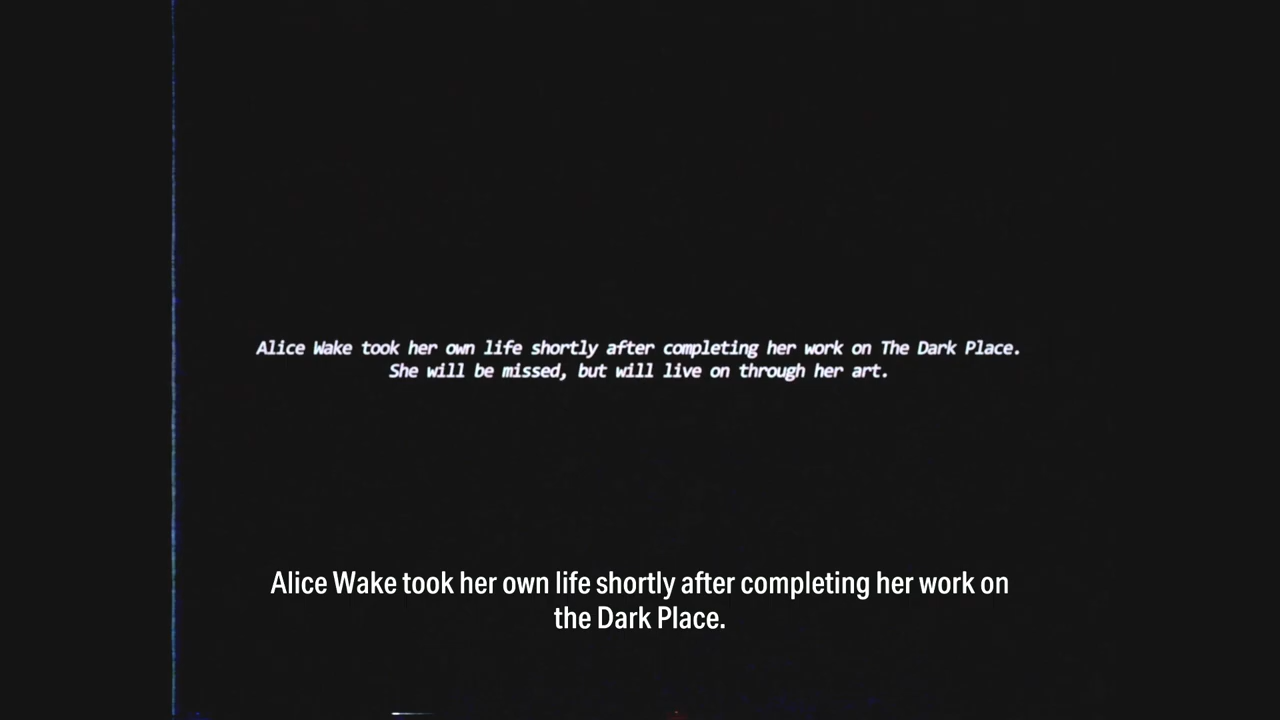 Alice Wake took her own life shortly after completing her work on The Dark Place.
She will be missed, but will live on through her art.
Alice Wake took her own life shortly after completing her work on
the Dark Place.